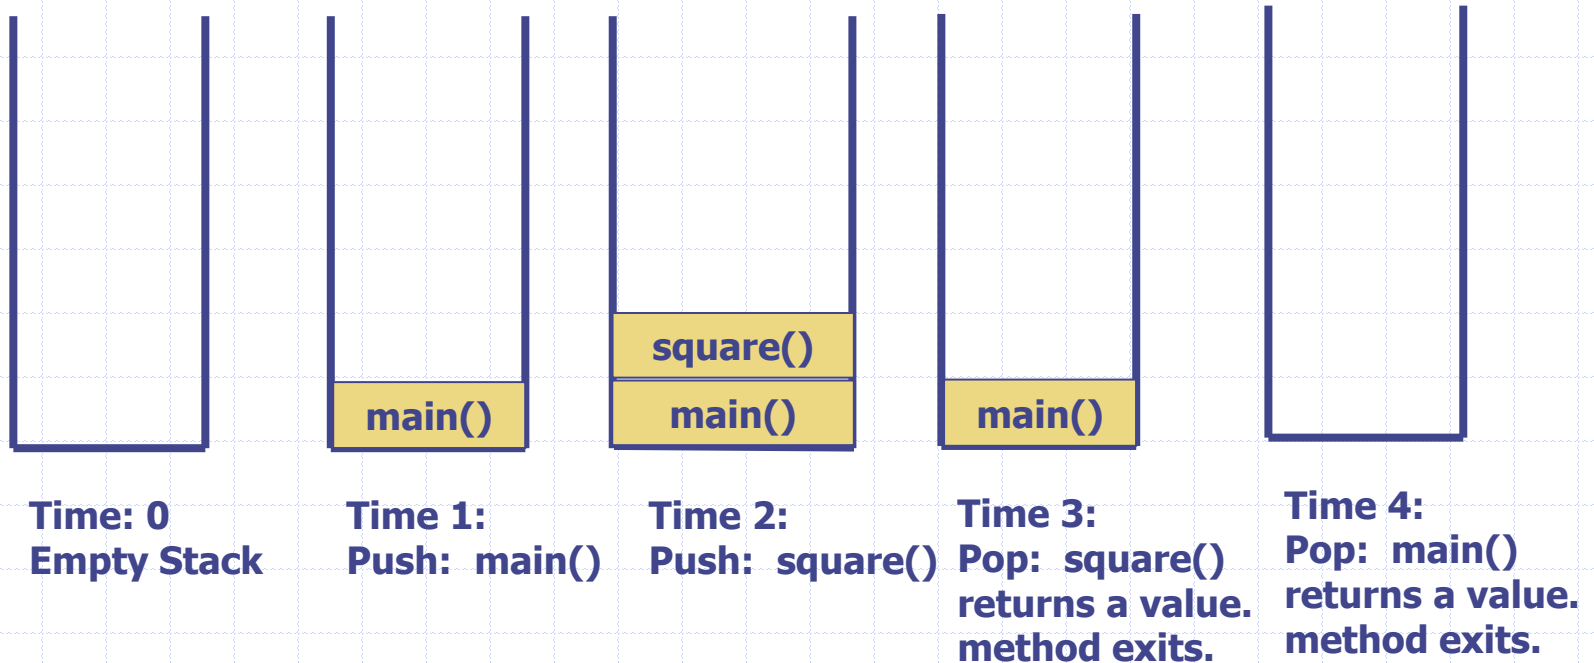 square()
main()
main()
main()
Time: 0
Empty Stack
Time 1:
Push: main()
Time 2:
Push: square()
Time 3:
Pop: square()
returns a value.
method exits.
Time 4:
Pop: main()
returns a value.
method exits.